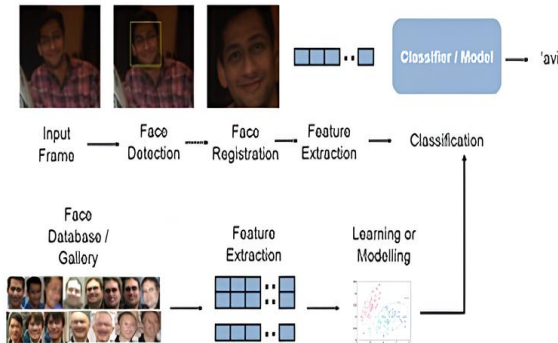 Classifier / Model
'avi
Input
Frame
Face
Detection
Face
Registration
Feature
Extraction
Classification
Face
Database /
Gallery
Feature
Extraction
Learning or
Modelling